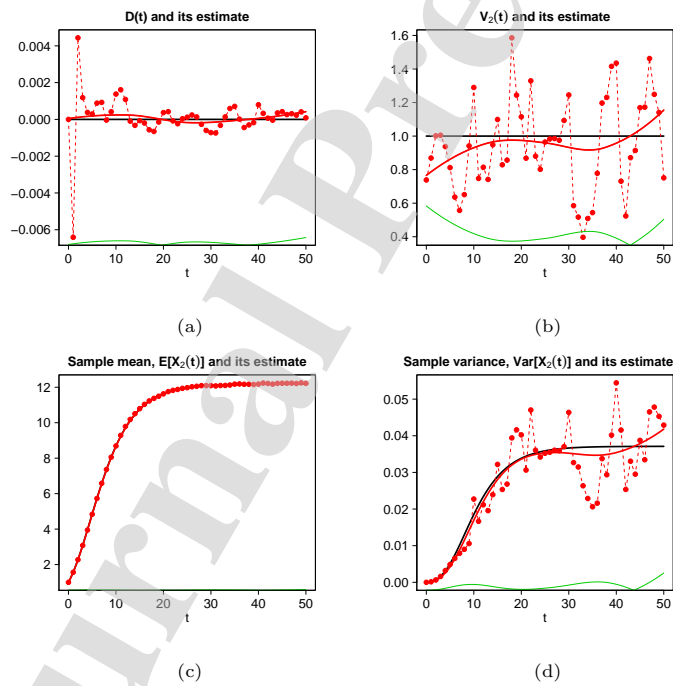 D(t) and its estimate
V₂(t) and its estimate
0.004
0.002
0.000
−0.002
−0.004
−0.006
0 10 20 30 40 50
t
1.6
1.4
1.2
1.0
0.8
0.6
0.4
0 10 20 30 40 50
t
(a)
(b)
Sample mean, E[X₂(t)] and its estimate
Sample variance, Var[X₂(t)] and its estimate
12
10
8
6
4
2
0 10 20 30 40 50
t
0.05
0.04
0.03
0.02
0.01
0.00
0 10 20 30 40 50
t
(c)
(d)
urnal Pre